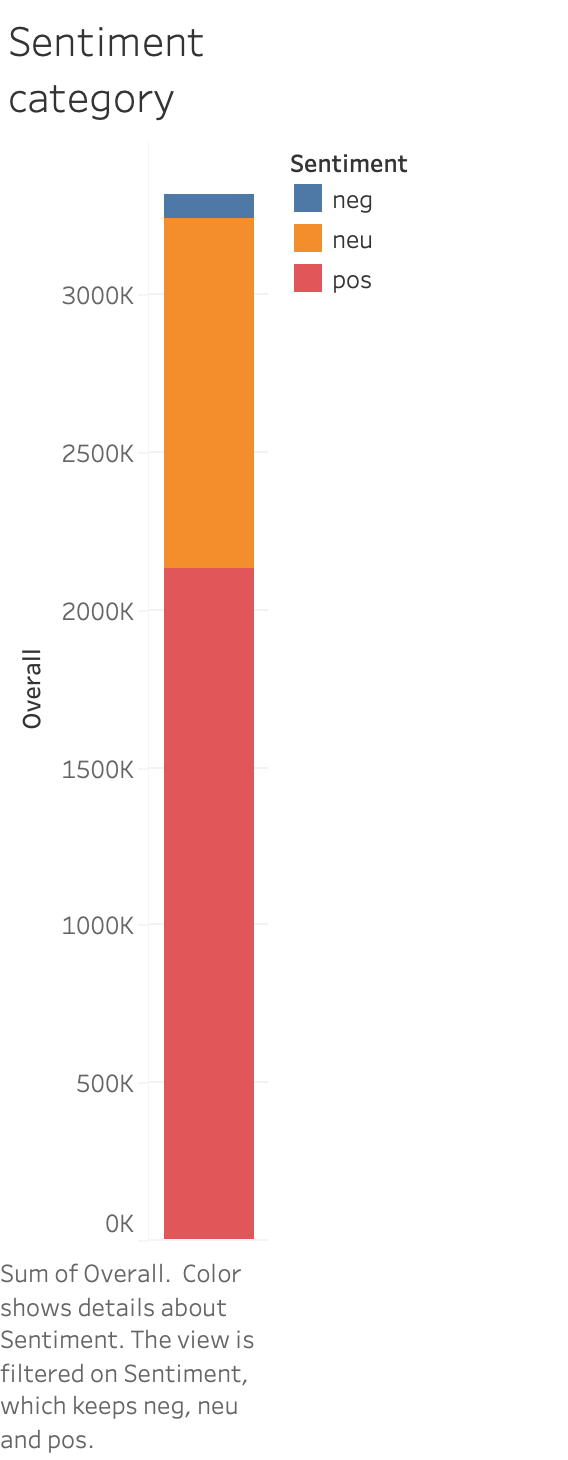 Sentiment
category
Sentiment
neg
neu
pos
3000K
2500K
2000K
1500K
1000K
500K
0K
Overall
Sum of Overall.  Color
shows details about
Sentiment. The view is
filtered on Sentiment,
which keeps neg, neu
and pos.